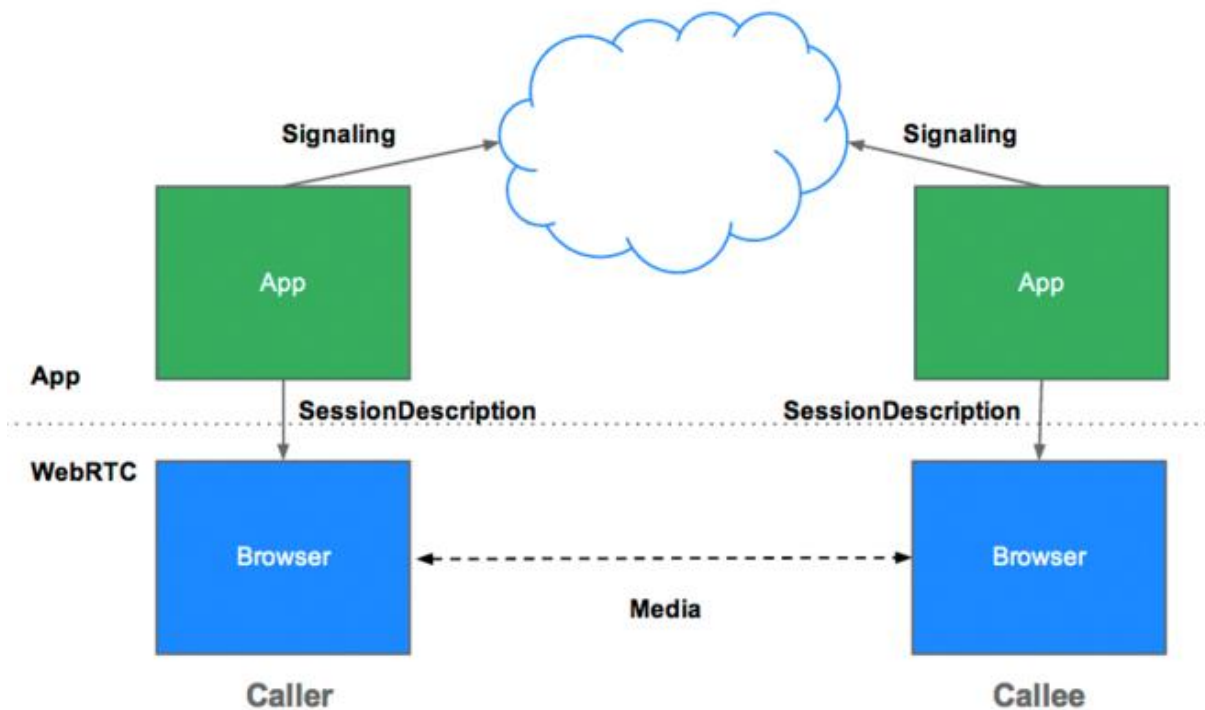 Signaling
Signaling
App
App
App
SessionDescription
SessionDescription
WebRTC
Browser
Browser
Media
Caller
Callee